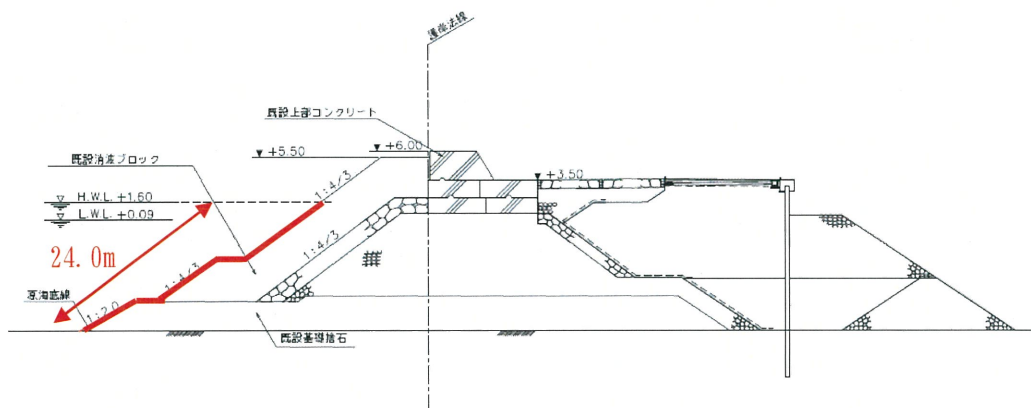 護岸法線
既設上部コンクリート
+6.00
+5.50
既設消波ブロック
+3.50
H.W.L. +1.60
L.W.L. +0.09
1:4/3
1:4/3
24.0m
1:4/3
原海底線
1:2.0
既設基礎捨石